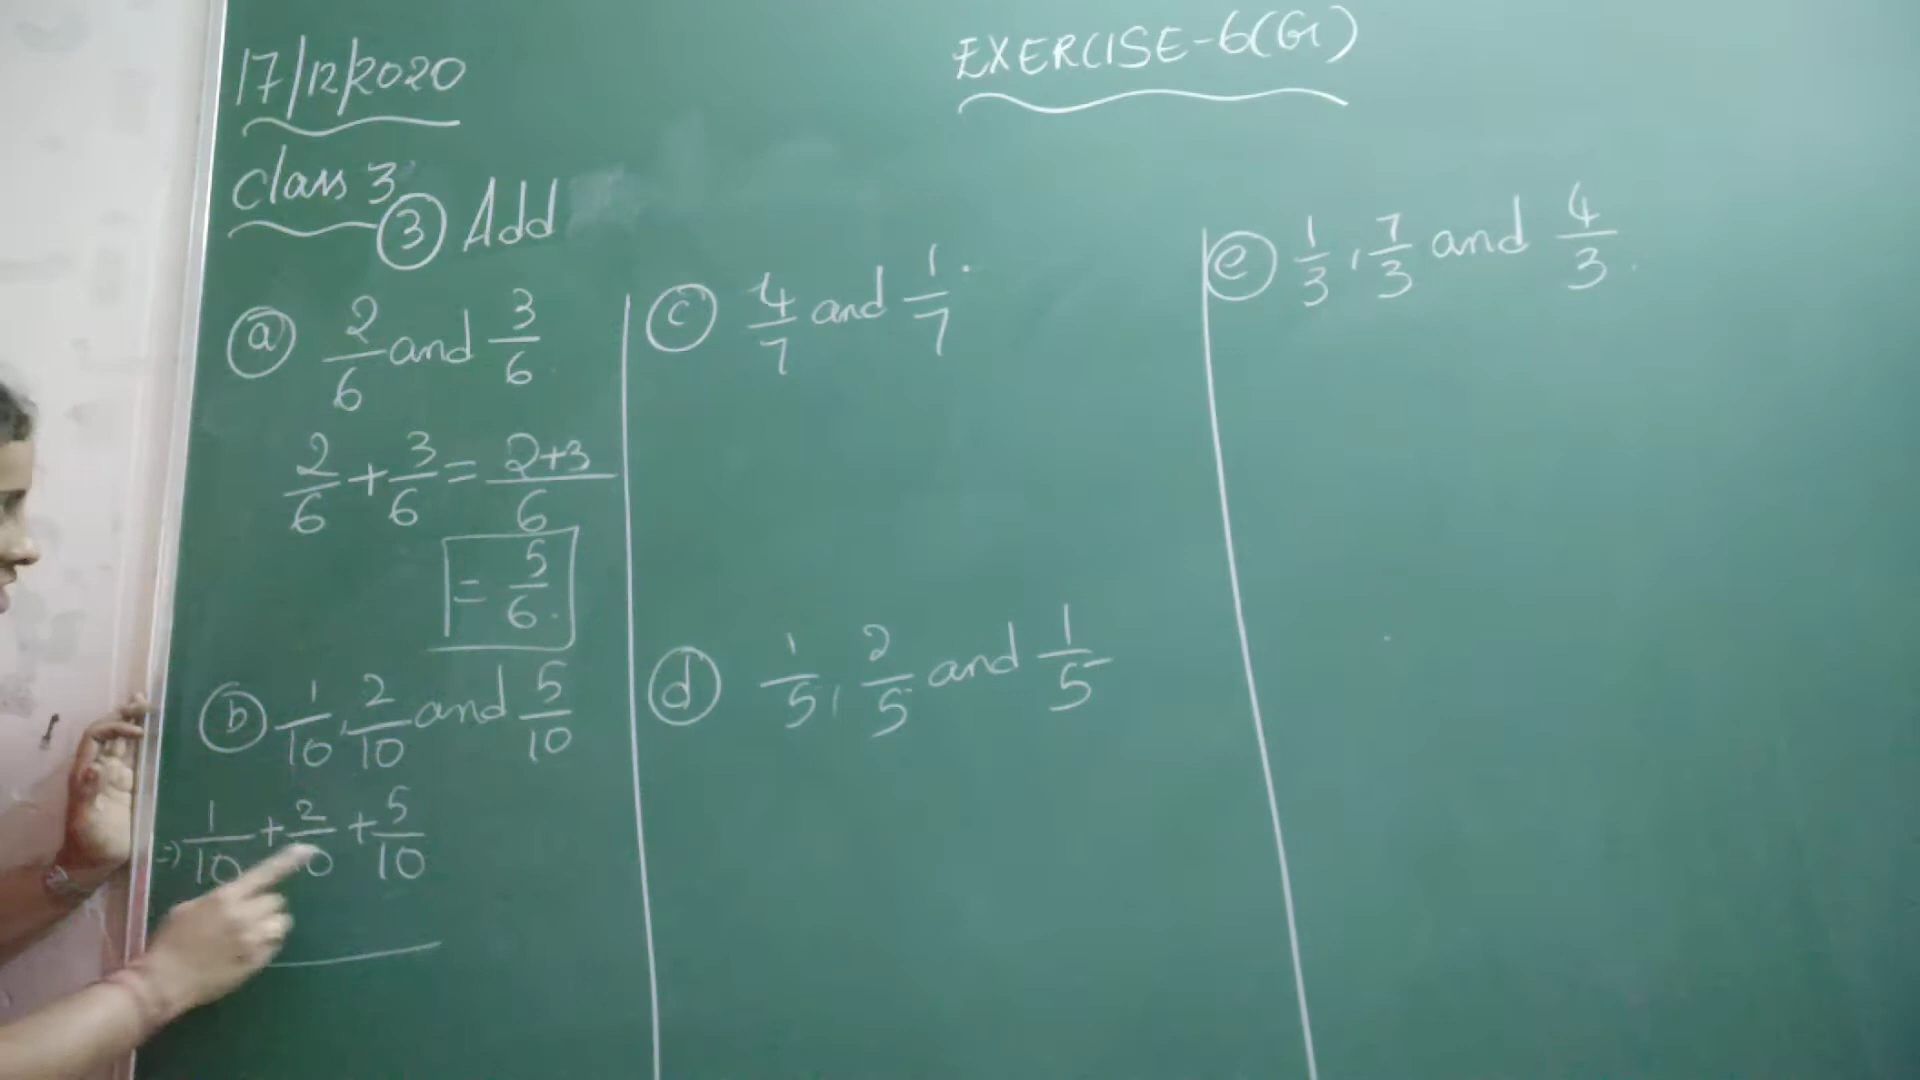 17/12/2020
EXERCISE-6(G)
Class 3
③ Add
ⓐ 2/6 and 3/6
2/6 + 3/6 = 2+3/6
= 5/6.
ⓑ 1/10, 2/10 and 5/10
⇒ 1/10 + 2/10 + 5/10
ⓒ 4/7 and 1/7.
ⓓ 1/5, 2/5 and 1/5
ⓔ 1/3, 7/3 and 4/3.